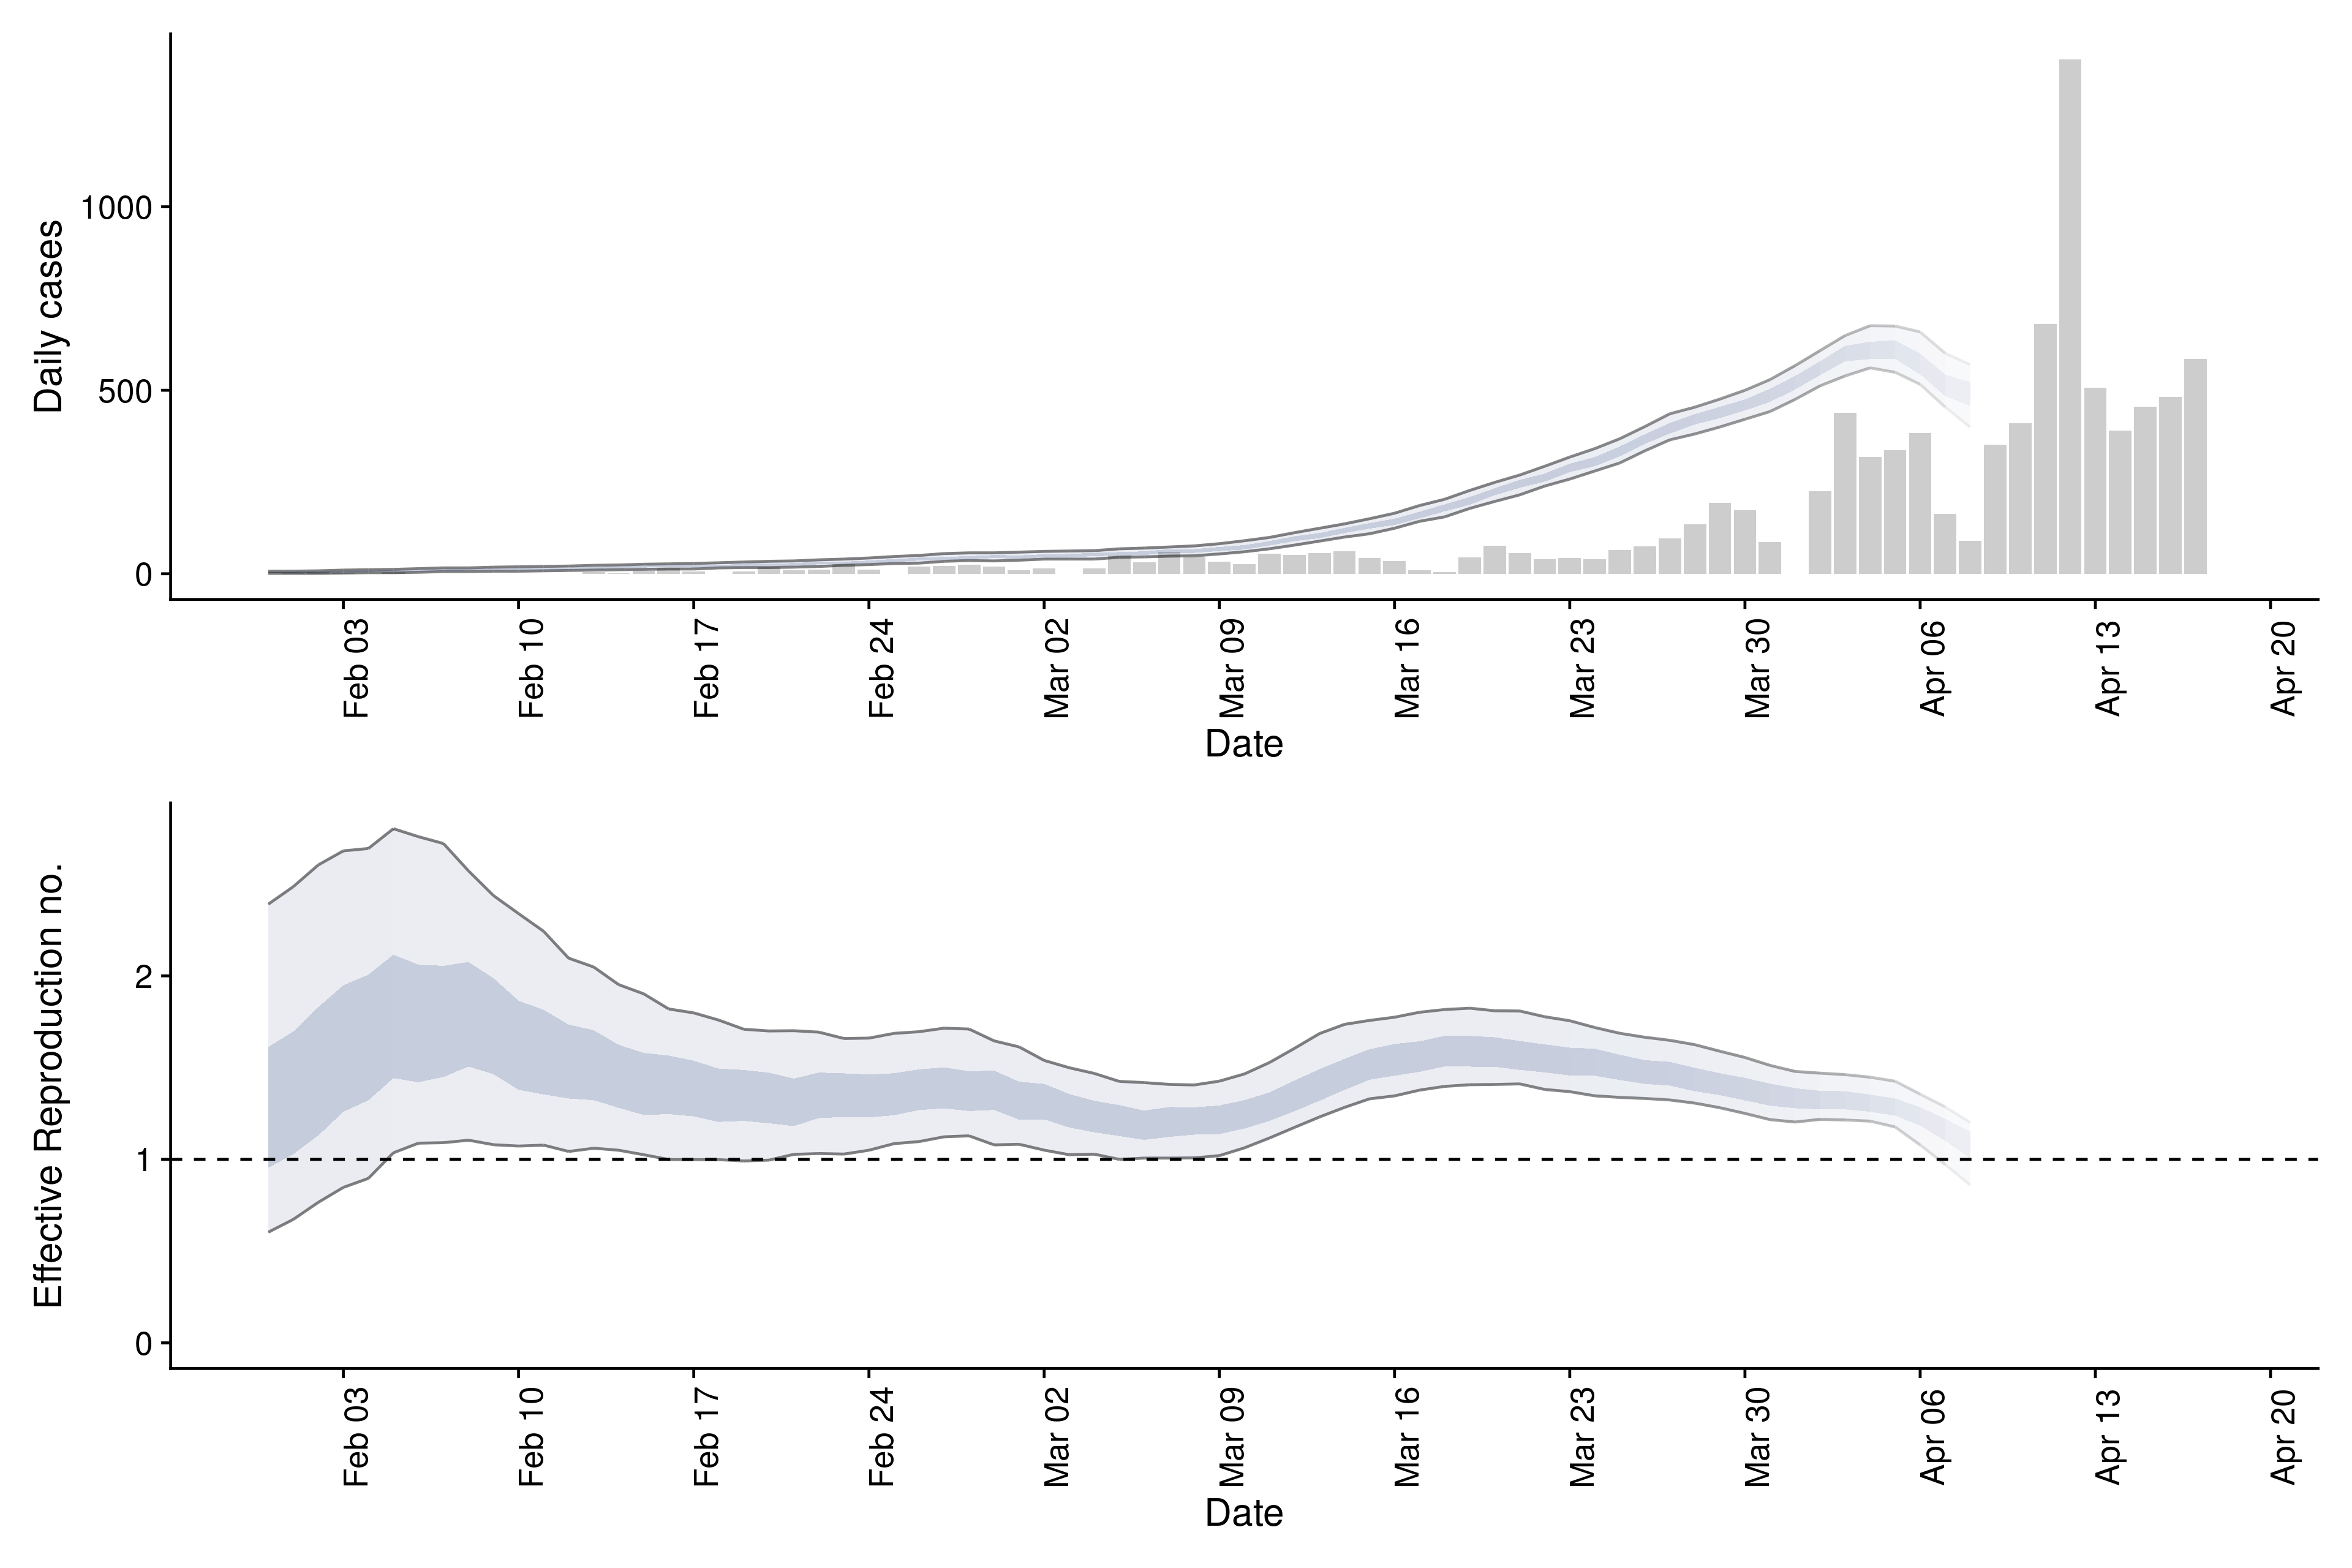 Daily cases
1000
500
0
Feb 03
Feb 10
Feb 17
Feb 24
Mar 02
Mar 09
Mar 16
Mar 23
Mar 30
Apr 06
Apr 13
Apr 20
Date
Effective Reproduction no.
2
1
0
Feb 03
Feb 10
Feb 17
Feb 24
Mar 02
Mar 09
Mar 16
Mar 23
Mar 30
Apr 06
Apr 13
Apr 20
Date